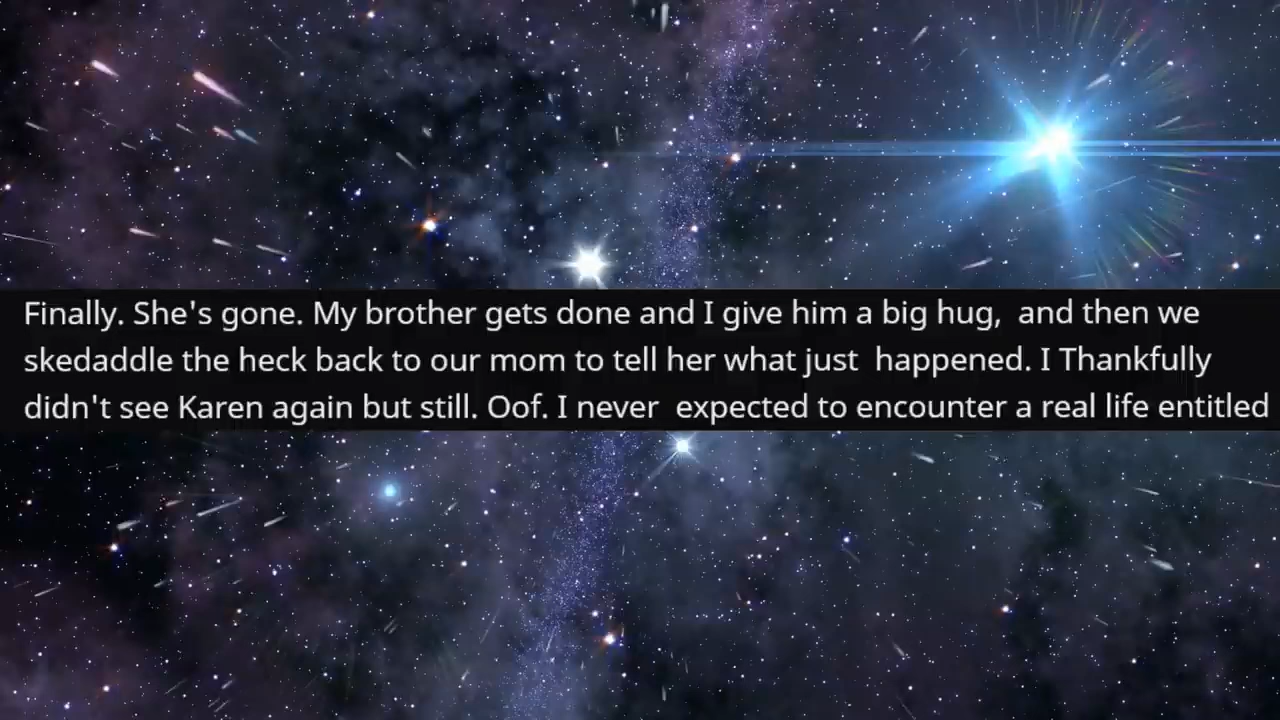 Finally. She's gone. My brother gets done and I give him a big hug,  and then we
skedaddle the heck back to our mom to tell her what just  happened. I Thankfully
didn't see Karen again but still. Oof. I never  expected to encounter a real life entitled